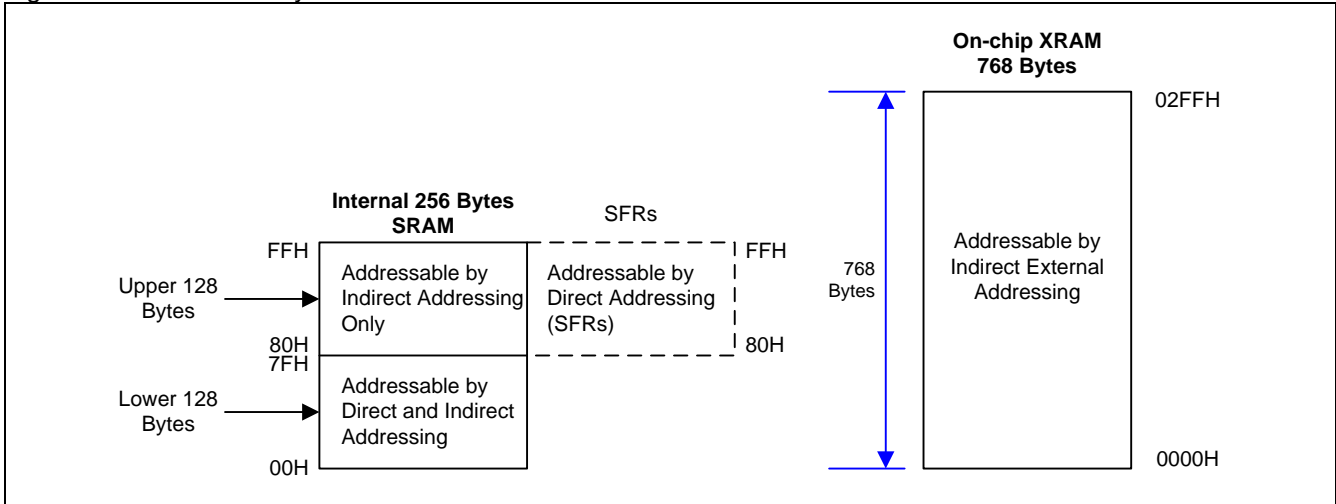 On-chip XRAM
768 Bytes
02FFH
Internal 256 Bytes
SRAM
SFRs
FFH
FFH
Upper 128
Bytes
Addressable by
Indirect Addressing
Only
Addressable by
Direct Addressing
(SFRs)
80H
80H
7FH
Lower 128
Bytes
Addressable by
Direct and Indirect
Addressing
00H
768
Bytes
Addressable by
Indirect External
Addressing
0000H